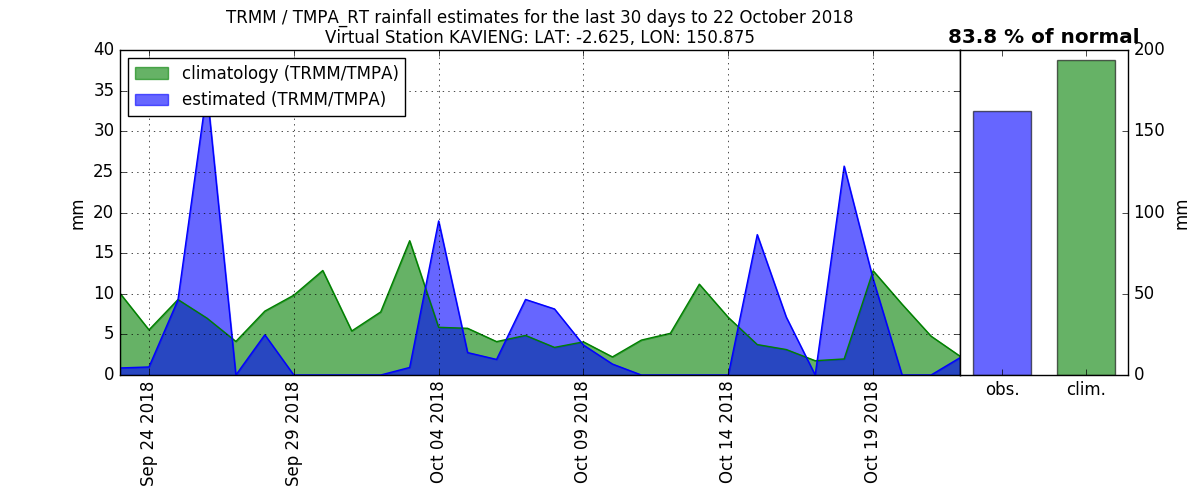 TRMM / TMPA_RT rainfall estimates for the last 30 days to 22 October 2018
Virtual Station KAVIENG: LAT: -2.625, LON: 150.875
83.8 % of normal
climatology (TRMM/TMPA)
estimated (TRMM/TMPA)
40
35
30
25
20
15
10
5
0
mm
Sep 24 2018
Sep 29 2018
Oct 04 2018
Oct 09 2018
Oct 14 2018
Oct 19 2018
200
150
100
50
0
mm
obs.
clim.